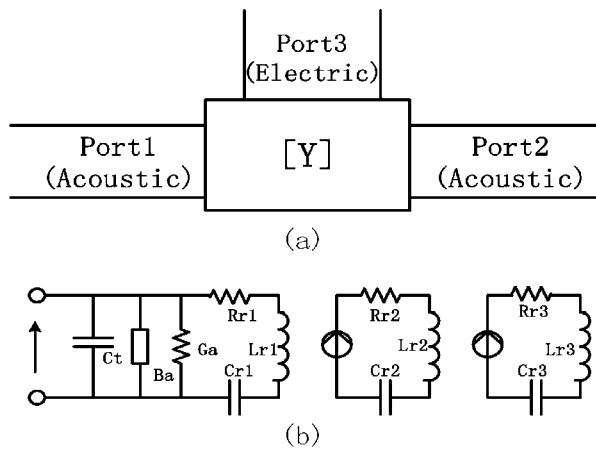 Port3
(Electric)
Port1
(Acoustic)
[Y]
Port2
(Acoustic)
(a)
Rr1
Rr2
Rr3
Ct
Ba
Ga
Lr1
Cr1
Lr2
Cr2
Lr3
Cr3
(b)